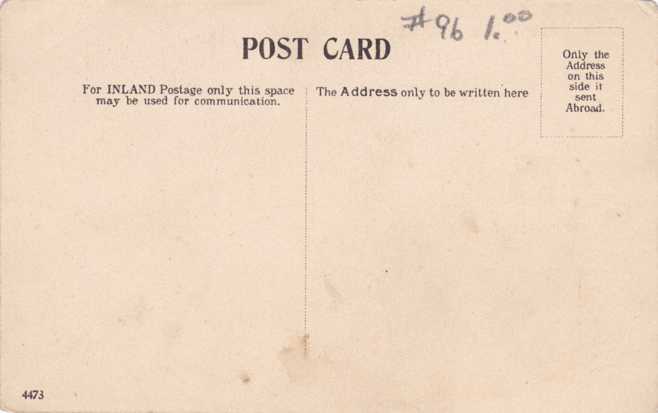 #96 1.00
POST CARD
For INLAND Postage only this space
may be used for communication.
The Address only to be written here
Only the
Address
on this
side if
sent
Abroad.
4473